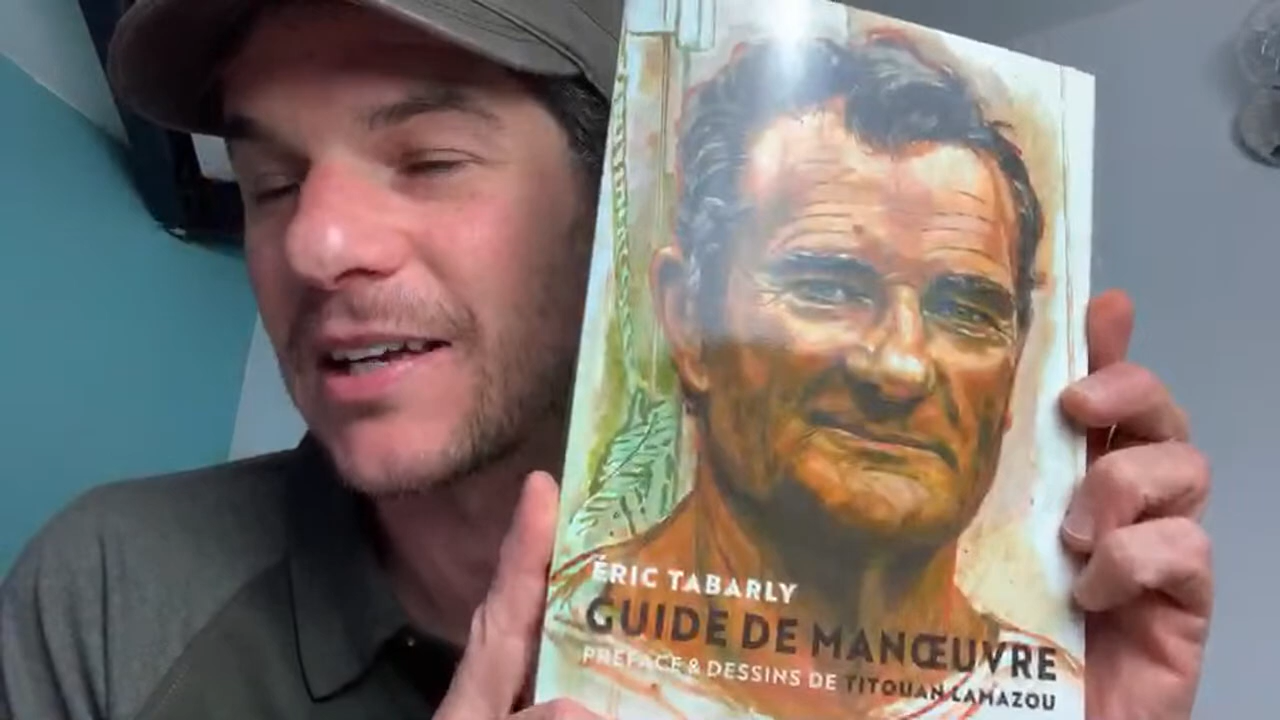 ÉRIC TABARLY
GUIDE DE MANŒUVRE
PRÉFACE & DESSINS DE TITOUAN LAMAZOU